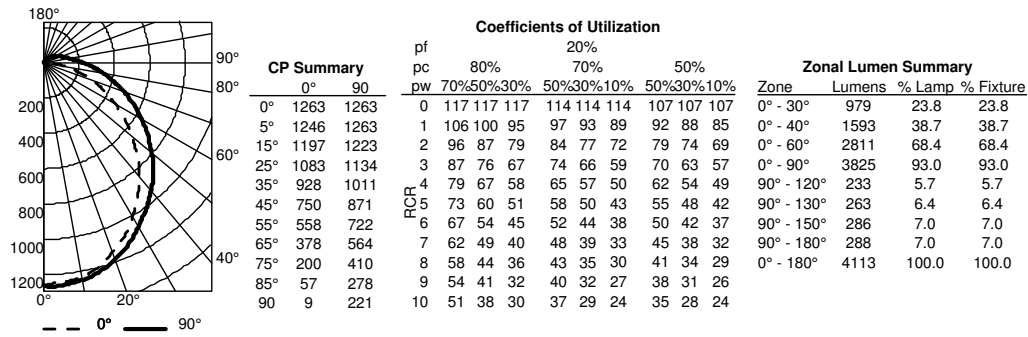 180°
90°
80°
60°
40°
20°
0°
200
400
600
800
1000
1200
0° 90°
CP Summary
0° 90
0° 1263 1263
5° 1246 1263
15° 1197 1223
25° 1083 1134
35° 928 1011
45° 750 871
55° 558 722
65° 378 564
75° 200 410
85° 57 278
90 9 221
Coefficients of Utilization
pf 20%
pc 80% 70% 50%
pw 70%50%30% 50%30%10% 50%30%10%
RCR
0 117 117 117 114 114 114 107 107 107
1 106 100 95 97 93 89 92 88 85
2 96 87 79 84 77 72 79 74 69
3 87 76 67 74 66 59 70 63 57
4 79 67 58 65 57 50 62 54 49
5 73 60 51 58 50 43 55 48 42
6 67 54 45 52 44 38 50 42 37
7 62 49 40 48 39 33 45 38 32
8 58 44 36 43 35 30 41 34 29
9 54 41 32 40 32 27 38 31 26
10 51 38 30 37 29 24 35 28 24
Zonal Lumen Summary
Zone Lumens % Lamp % Fixture
0° - 30° 979 23.8 23.8
0° - 40° 1593 38.7 38.7
0° - 60° 2811 68.4 68.4
0° - 90° 3825 93.0 93.0
90° - 120° 233 5.7 5.7
90° - 130° 263 6.4 6.4
90° - 150° 286 7.0 7.0
90° - 180° 288 7.0 7.0
0° - 180° 4113 100.0 100.0